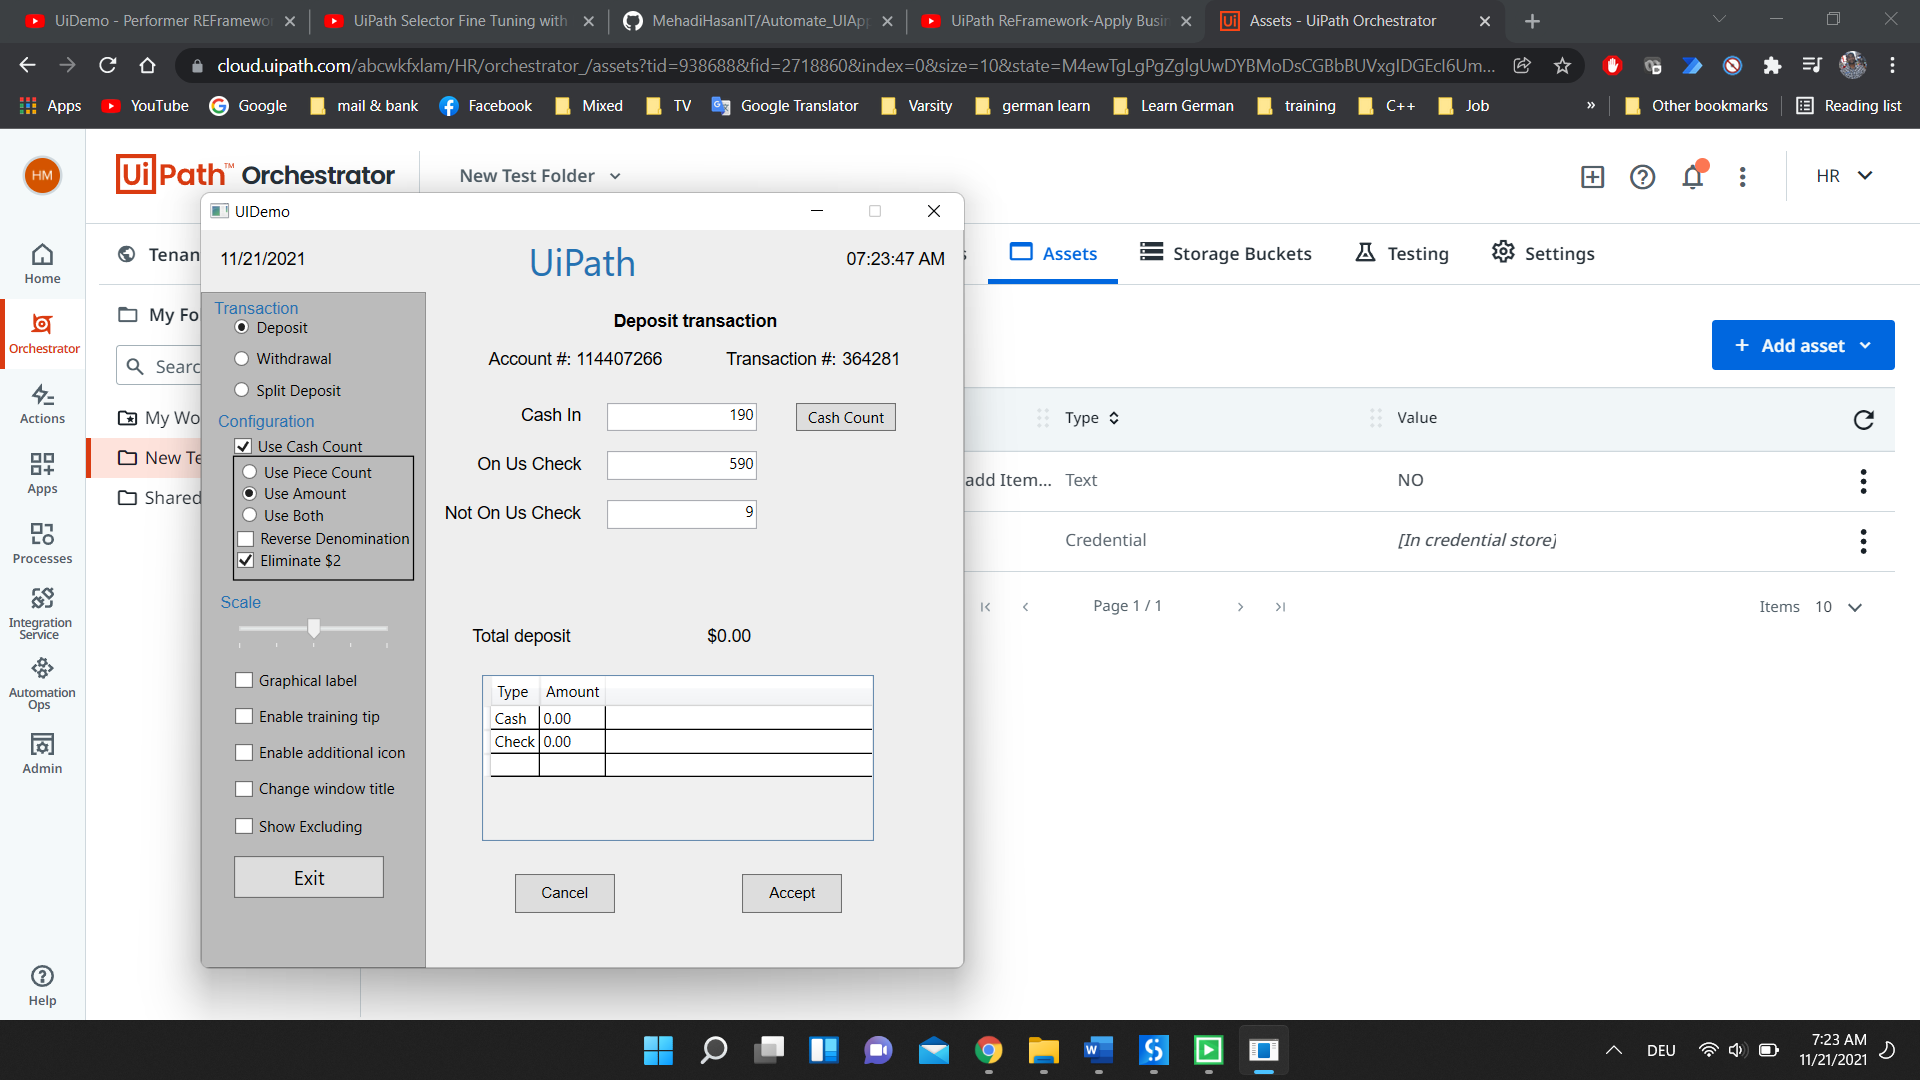 UiDemo - Performer REFramewor
UiPath Selector Fine Tuning with
MehadiHasanIT/Automate_UIApp
UiPath ReFramework-Apply Busin
Assets - UiPath Orchestrator
cloud.uipath.com/abcwkfxlam/HR/orchestrator_/assets?tid=938688&fid=2718860&index=0&size=10&state=M4ewTgLgPgZglgUwDYBMoDsCGBbBUVxgIDGEcI6Um...
Apps
YouTube
Google
mail & bank
Facebook
Mixed
TV
Google Translator
Varsity
german learn
Learn German
training
C++
Job
»
Other bookmarks
Reading list
HM
UiPath™ Orchestrator
New Test Folder
HR
Home
Orchestrator
Actions
Apps
Processes
Integration
Service
Automation
Ops
Admin
Help
Tenan
My Fo
Searc
My Wo
New Te
Shared
s
Assets
Storage Buckets
Testing
Settings
+ Add asset
Type
Value
add Item...
Text
NO
Credential
[In credential store]
Page 1 / 1
Items 10
UIDemo
11/21/2021
UiPath
07:23:47 AM
Transaction
Deposit
Withdrawal
Split Deposit
Configuration
Use Cash Count
Use Piece Count
Use Amount
Use Both
Reverse Denomination
Eliminate $2
Scale
Graphical label
Enable training tip
Enable additional icon
Change window title
Show Excluding
Exit
Deposit transaction
Account #: 114407266
Transaction #: 364281
Cash In
190
Cash Count
On Us Check
590
Not On Us Check
9
Total deposit
$0.00
Type Amount
Cash 0.00
Check 0.00
Cancel
Accept
DEU
7:23 AM
11/21/2021